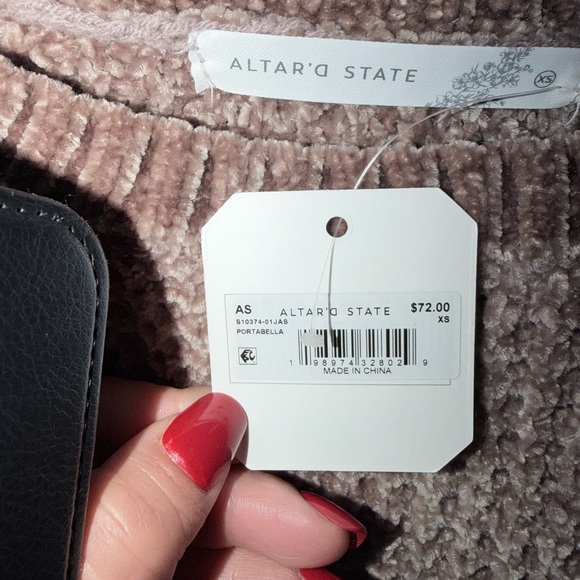 ALTAR'D STATE XS
AS ALTAR'D STATE $72.00
S10374-01JAS XS
PORTABELLA
1 98974 32802 9
MADE IN CHINA